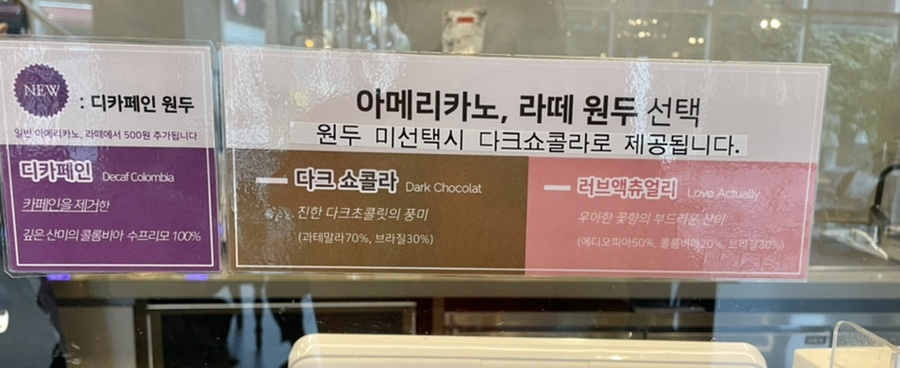 NEW : 디카페인 원두
일반 아메리카노, 라떼에서 500원 추가됩니다
디카페인 Decaf Colombia
카페인을 제거한
깊은 산미의 콜롬비아 수프리모 100%
아메리카노, 라떼 원두 선택
원두 미선택시 다크쇼콜라로 제공됩니다.
다크 쇼콜라 Dark Chocolat
진한 다크초콜릿의 풍미
(과테말라70%, 브라질30%)
러브액츄얼리 Love Actually
우아한 꽃향의 부드러운 산미
(에디오피아50%, 콜롬비아20%, 브라질30%)